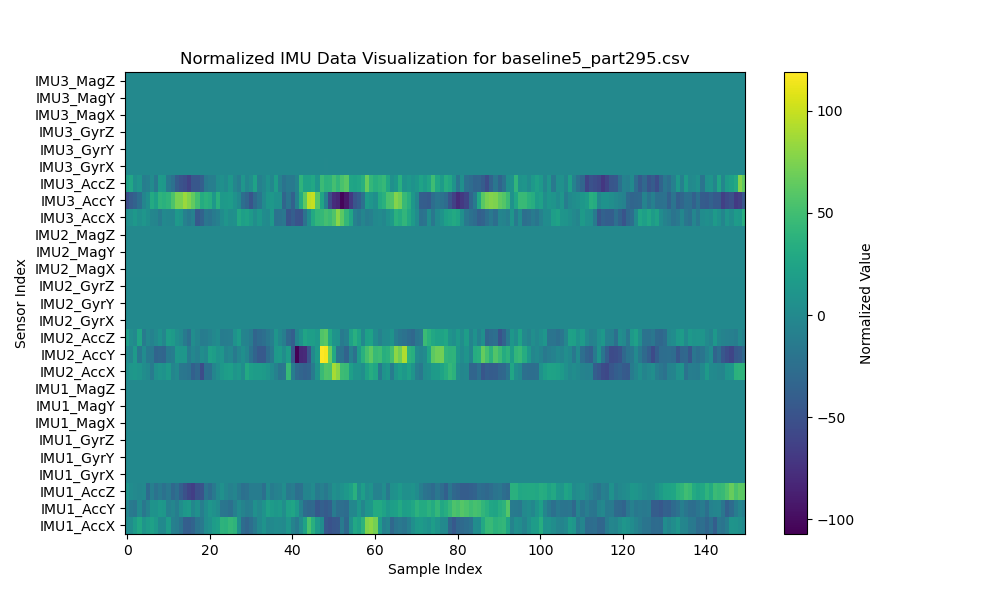 Normalized IMU Data Visualization for baseline5_part295.csv
Sensor Index
IMU3_MagZ
IMU3_MagY
IMU3_MagX
IMU3_GyrZ
IMU3_GyrY
IMU3_GyrX
IMU3_AccZ
IMU3_AccY
IMU3_AccX
IMU2_MagZ
IMU2_MagY
IMU2_MagX
IMU2_GyrZ
IMU2_GyrY
IMU2_GyrX
IMU2_AccZ
IMU2_AccY
IMU2_AccX
IMU1_MagZ
IMU1_MagY
IMU1_MagX
IMU1_GyrZ
IMU1_GyrY
IMU1_GyrX
IMU1_AccZ
IMU1_AccY
IMU1_AccX
0 20 40 60 80 100 120 140
Sample Index
100
50
0
−50
−100
Normalized Value